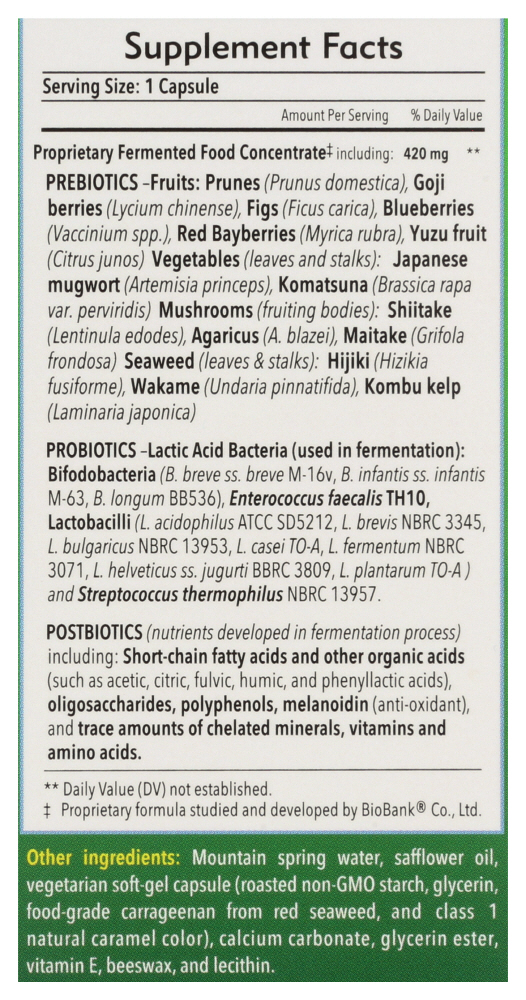 Supplement Facts
Serving Size: 1 Capsule
Amount Per Serving % Daily Value
Proprietary Fermented Food Concentrate‡ including: 420 mg **
PREBIOTICS –Fruits: Prunes (Prunus domestica), Goji
berries (Lycium chinense), Figs (Ficus carica), Blueberries
(Vaccinium spp.), Red Bayberries (Myrica rubra), Yuzu fruit
(Citrus junos) Vegetables (leaves and stalks): Japanese
mugwort (Artemisia princeps), Komatsuna (Brassica rapa
var. perviridis) Mushrooms (fruiting bodies): Shiitake
(Lentinula edodes), Agaricus (A. blazei), Maitake (Grifola
frondosa) Seaweed (leaves & stalks): Hijiki (Hizikia
fusiforme), Wakame (Undaria pinnatifida), Kombu kelp
(Laminaria japonica)
PROBIOTICS –Lactic Acid Bacteria (used in fermentation):
Bifodobacteria (B. breve ss. breve M-16v, B. infantis ss. infantis
M-63, B. longum BB536), Enterococcus faecalis TH10,
Lactobacilli (L. acidophilus ATCC SD5212, L. brevis NBRC 3345,
L. bulgaricus NBRC 13953, L. casei TO-A, L. fermentum NBRC
3071, L. helveticus ss. jugurti BBRC 3809, L. plantarum TO-A )
and Streptococcus thermophilus NBRC 13957.
POSTBIOTICS (nutrients developed in fermentation process)
including: Short-chain fatty acids and other organic acids
(such as acetic, citric, fulvic, humic, and phenyllactic acids),
oligosaccharides, polyphenols, melanoidin (anti-oxidant),
and trace amounts of chelated minerals, vitamins and
amino acids.
** Daily Value (DV) not established.
‡ Proprietary formula studied and developed by BioBank® Co., Ltd.
Other ingredients: Mountain spring water, safflower oil,
vegetarian soft-gel capsule (roasted non-GMO starch, glycerin,
food-grade carrageenan from red seaweed, and class 1
natural caramel color), calcium carbonate, glycerin ester,
vitamin E, beeswax, and lecithin.